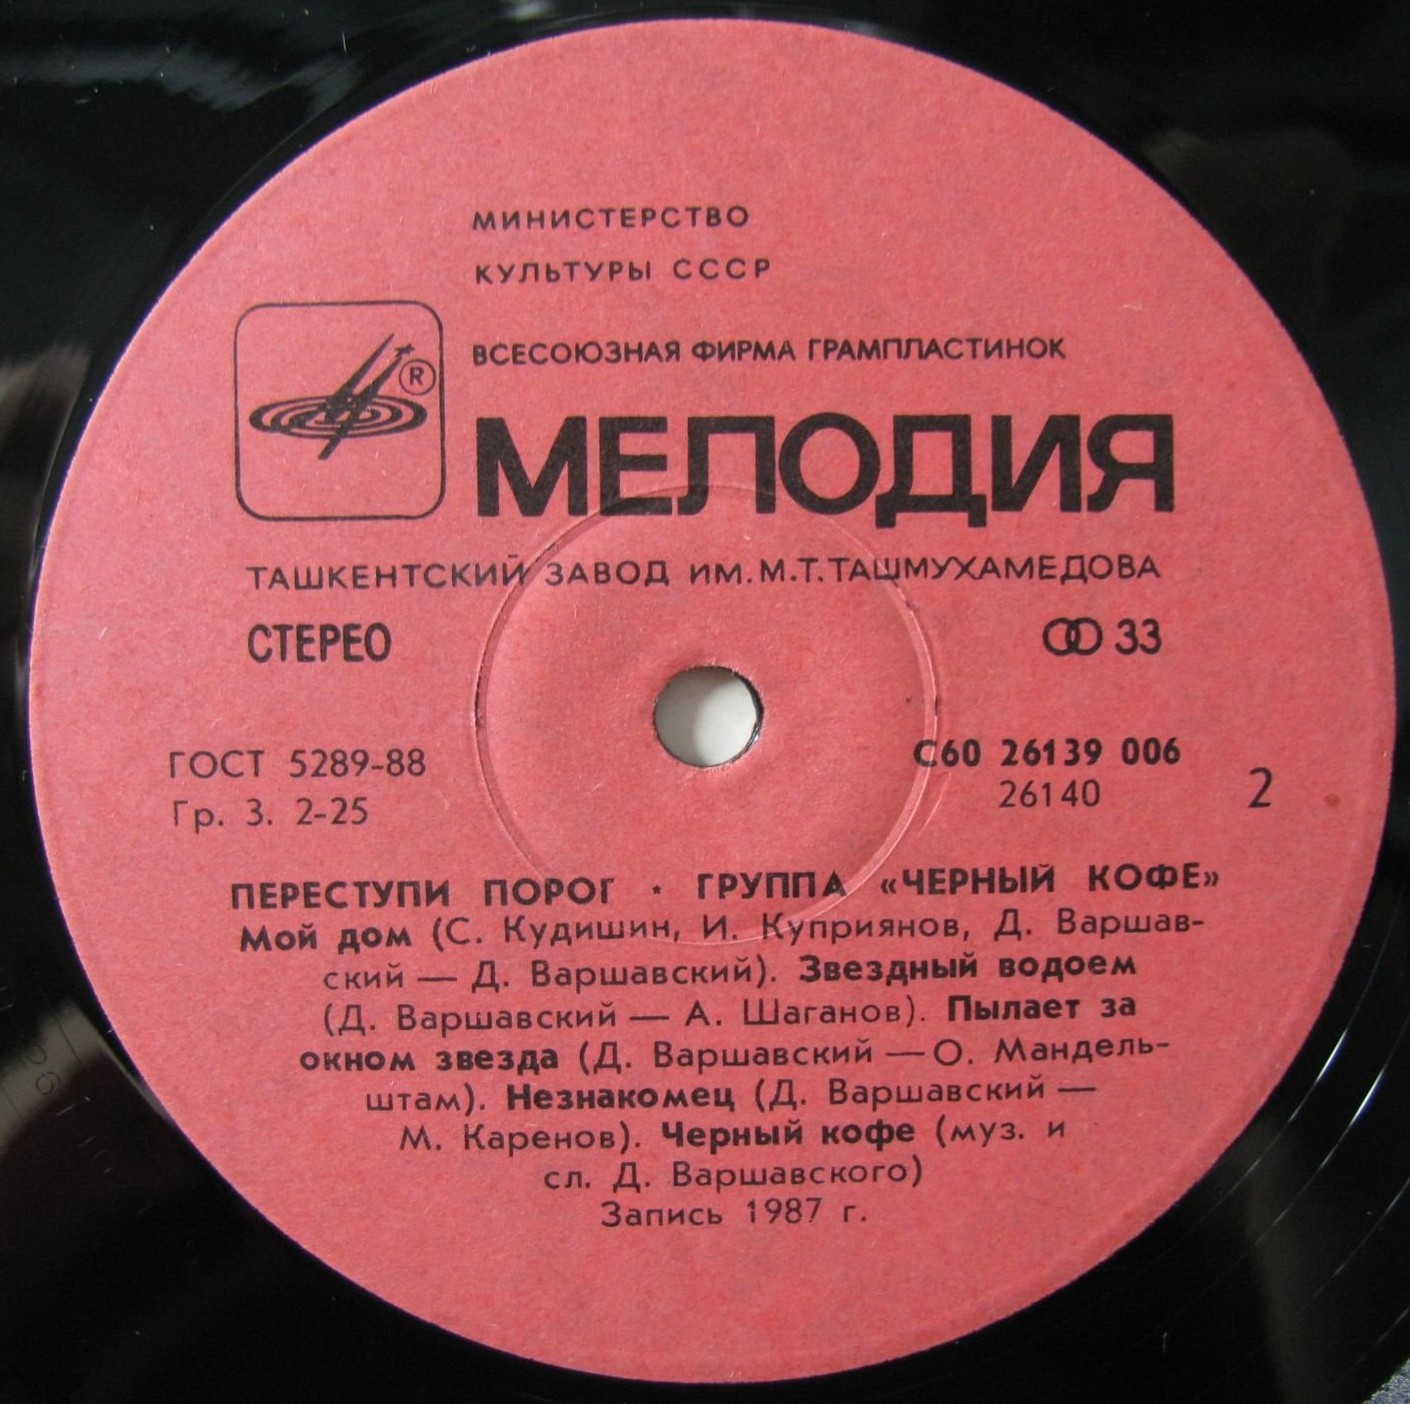 МИНИСТЕРСТВО
КУЛЬТУРЫ СССР
ВСЕСОЮЗНАЯ ФИРМА ГРАМПЛАСТИНОК
®
МЕЛОДИЯ
ТАШКЕНТСКИЙ ЗАВОД ИМ. М.Т. ТАШМУХАМЕДОВА
СТЕРЕО
33
ГОСТ 5289-88
Гр. 3. 2-25
С60 26139 006
26140
2
ПЕРЕСТУПИ ПОРОГ · ГРУППА «ЧЕРНЫЙ КОФЕ»
Мой дом (С. Кудишин, И. Куприянов, Д. Варшав-
ский — Д. Варшавский). Звездный водоем
(Д. Варшавский — А. Шаганов). Пылает за
окном звезда (Д. Варшавский — О. Мандель-
штам). Незнакомец (Д. Варшавский —
М. Каренов). Черный кофе (муз. и
сл. Д. Варшавского)
Запись 1987 г.